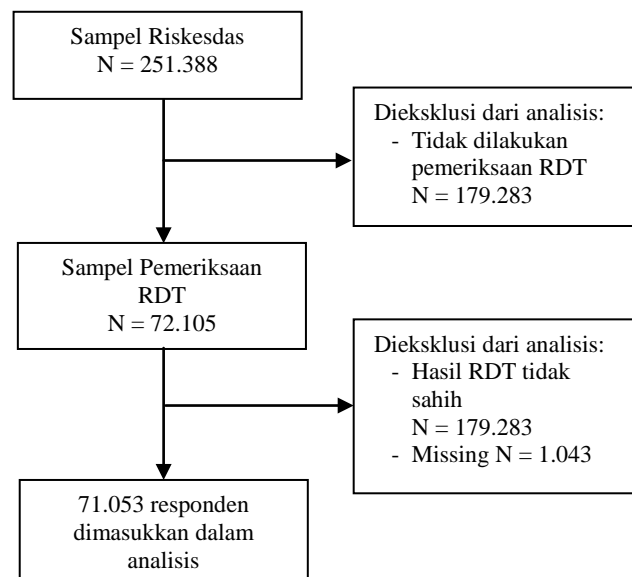 Sampel Riskesdas
N = 251.388
Dieksklusi dari analisis:
- Tidak dilakukan
pemeriksaan RDT
N = 179.283
Sampel Pemeriksaan
RDT
N = 72.105
Dieksklusi dari analisis:
- Hasil RDT tidak
sahih
N = 179.283
- Missing N = 1.043
71.053 responden
dimasukkan dalam
analisis